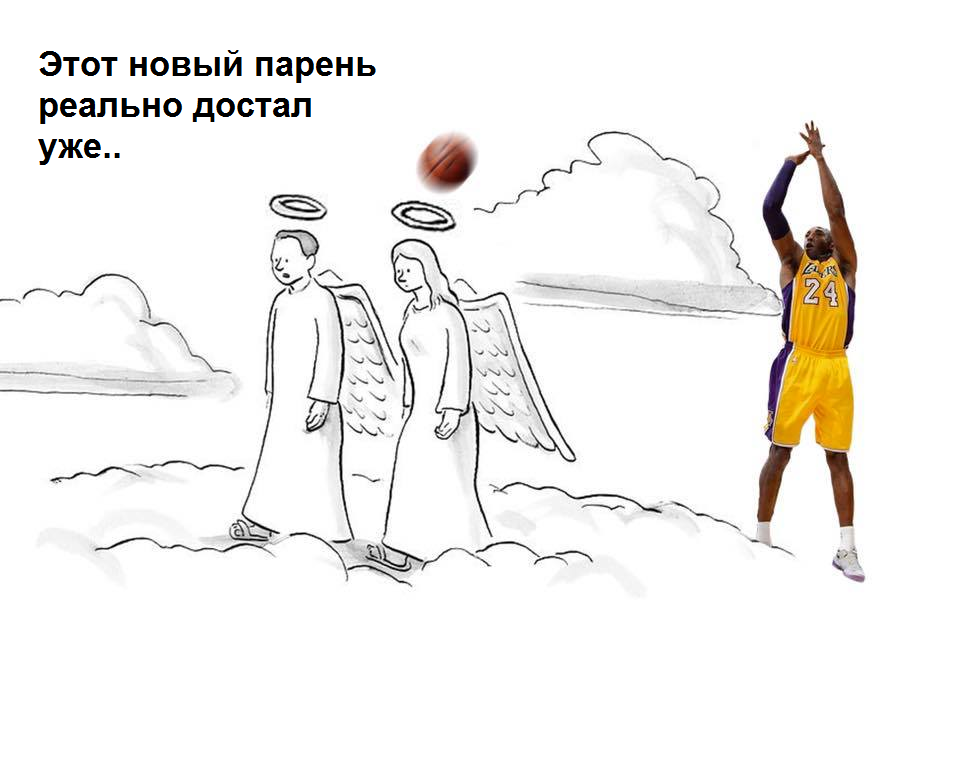 Этот новый парень
реально достал
уже..
LAKERS
24